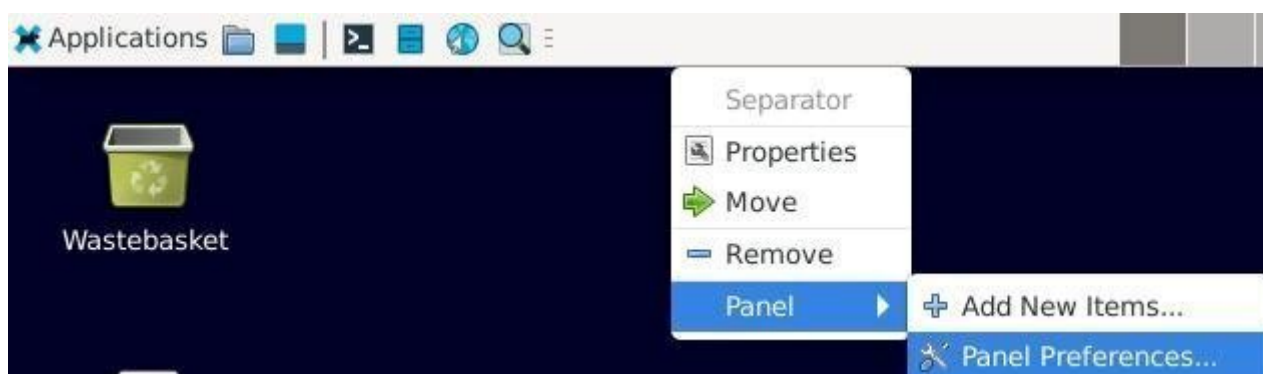 Applications
Separator
Properties
Move
Wastebasket
Remove
Panel
Add New Items...
Panel Preferences...